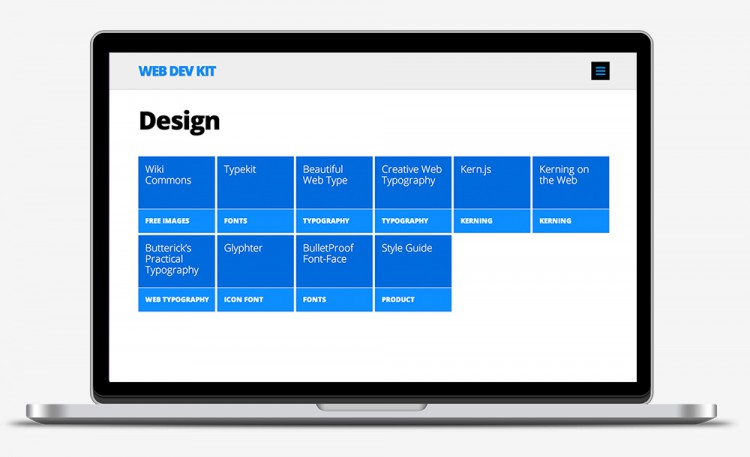 WEB DEV KIT
Design
Wiki
Commons
FREE IMAGES
Typekit
FONTS
Beautiful
Web Type
TYPOGRAPHY
Creative Web
Typography
TYPOGRAPHY
Kern.js
KERNING
Kerning on
the Web
KERNING
Butterick's
Practical
Typography
WEB TYPOGRAPHY
Glyphter
ICON FONT
BulletProof
Font-Face
FONTS
Style Guide
PRODUCT